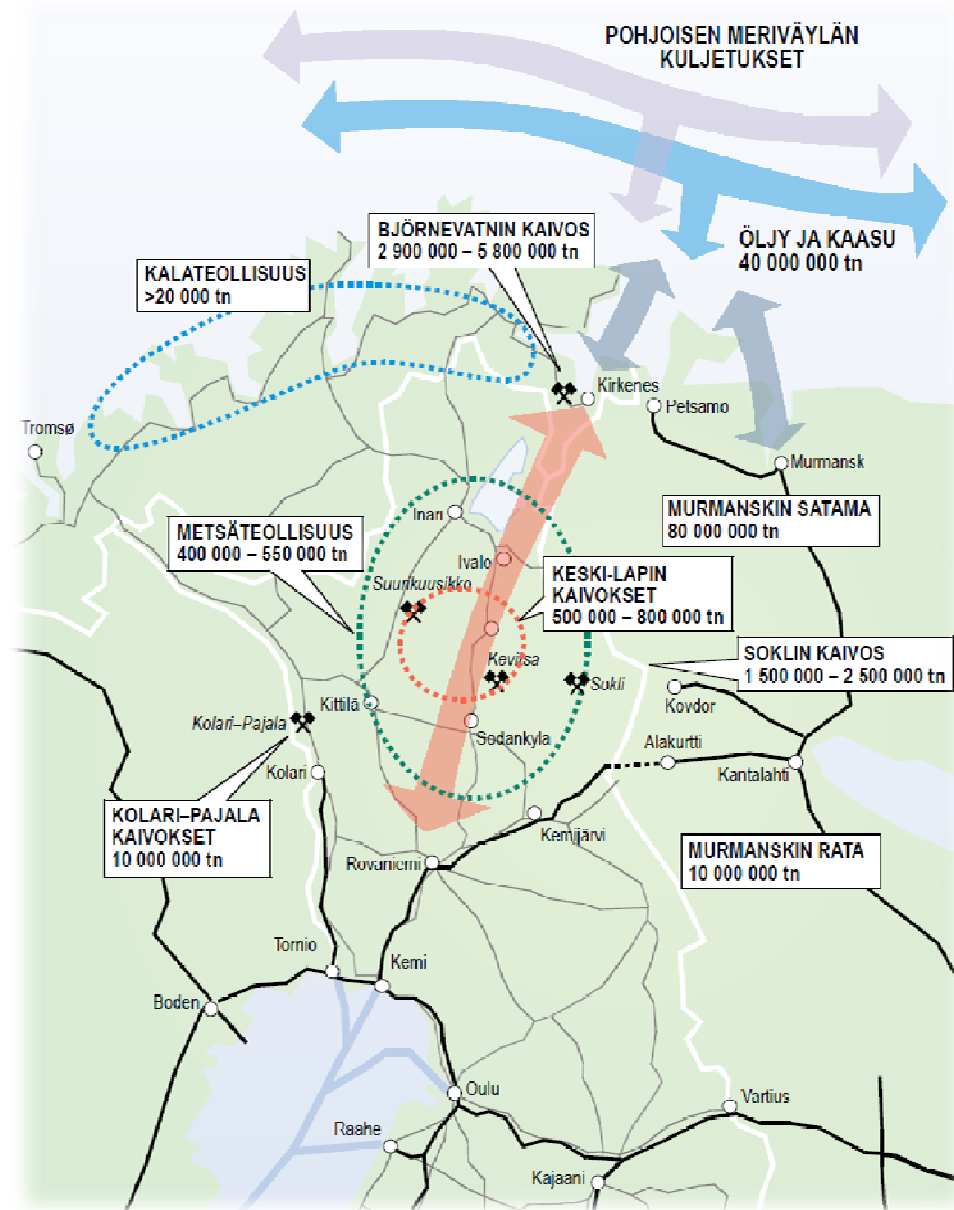 POHJOISEN MERIVÄYLÄN
KULJETUKSET
BJÖRNEVATNIN KAIVOS
2 900 000 – 5 800 000 tn
ÖLJY JA KAASU
40 000 000 tn
KALATEOLLISUUS
>20 000 tn
Kirkenes
Petsamo
Tromsø
Murmansk
MURMANSKIN SATAMA
80 000 000 tn
Inari
METSÄTEOLLISUUS
400 000 – 550 000 tn
Ivalo
KESKI-LAPIN
KAIVOKSET
500 000 – 800 000 tn
Suurikuusikko
SOKLIN KAIVOS
1 500 000 – 2 500 000 tn
Kevitsa
Sokli
Kovdor
Kittilä
Kolari–Pajala
Sodankyla
Alakurtti
Kantalahti
Kolari
KOLARI–PAJALA
KAIVOKSET
10 000 000 tn
Kemijärvi
MURMANSKIN RATA
10 000 000 tn
Rovaniemi
Tornio
Kemi
Boden
Oulu
Vartius
Raahe
Kajaani